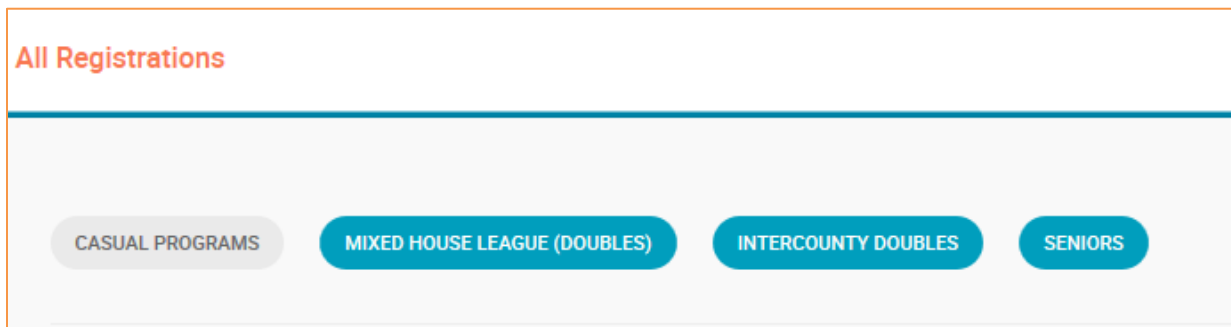 All Registrations
CASUAL PROGRAMS
MIXED HOUSE LEAGUE (DOUBLES)
INTERCOUNTY DOUBLES
SENIORS